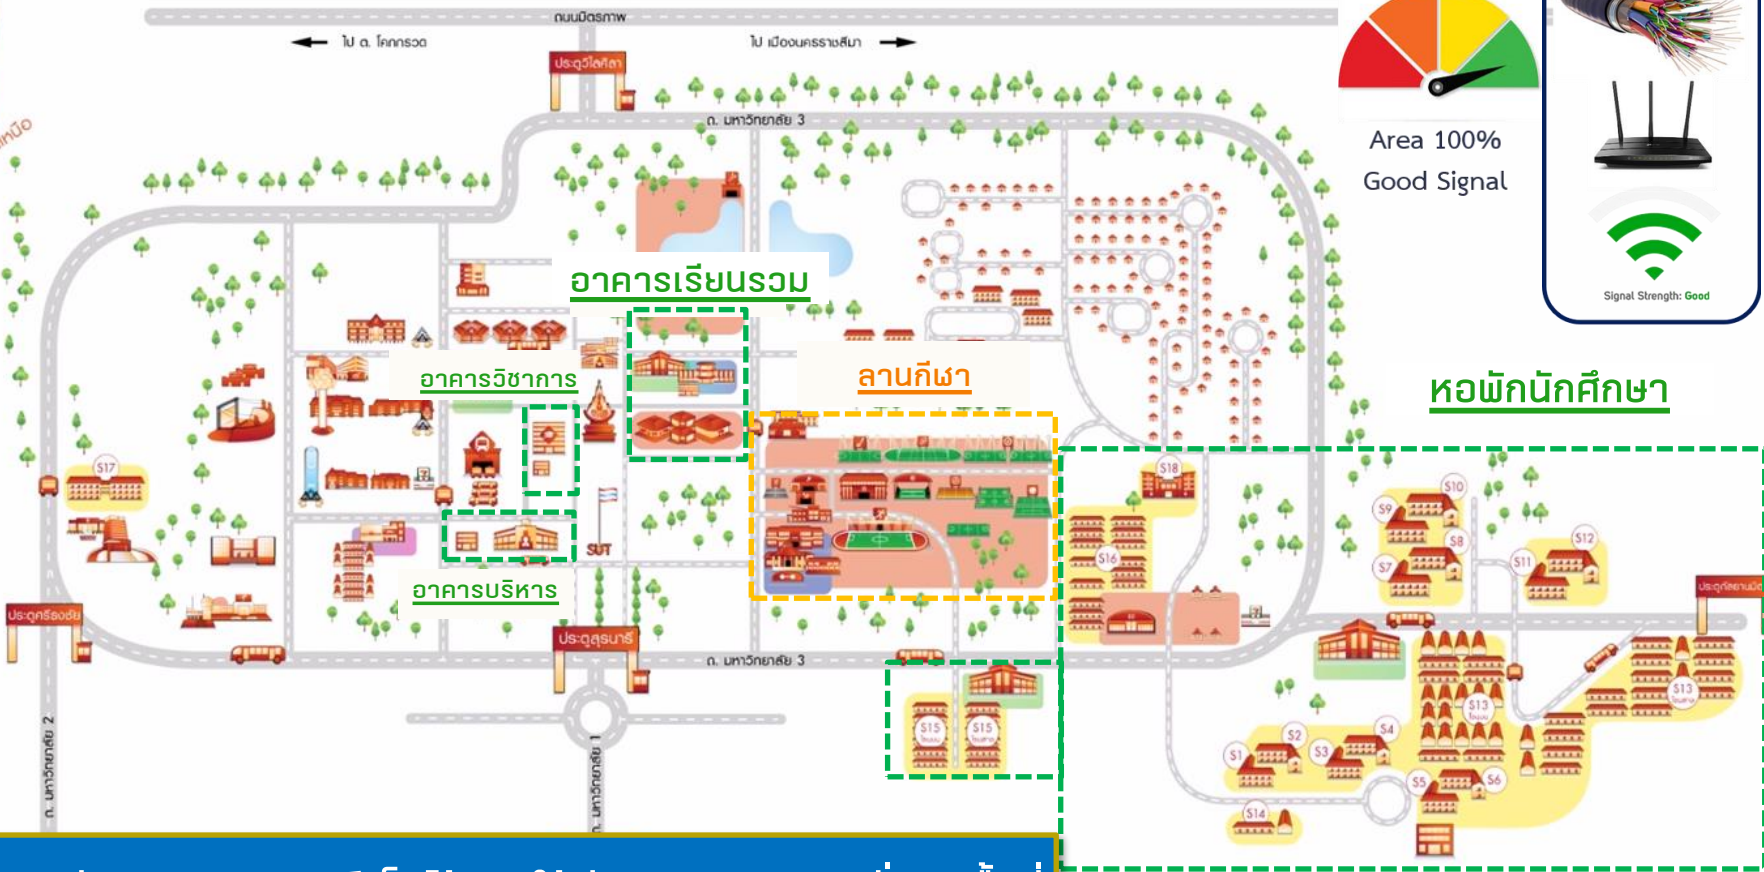 ถนนมิตรภาพ
ไป ต. โคกกรวด
ไป เมืองนครราชสีมา
ประตูวิไลศิลา
ถ. มหาวิทยาลัย 3
Area 100%
Good Signal
Signal Strength: Good
อาคารเรียนรวม
อาคารวิชาการ
ลานกีฬา
หอพักนักศึกษา
S17
S18
S10
S9
S8
S7
S12
S11
S16
SUT
อาคารบริหาร
ประตูศรีธงชัย
ประตูสุรนารี
ถ. มหาวิทยาลัย 3
S15
S15
S13
S13
S1
S2
S3
S4
S5
S6
S14
ถ. มหาวิทยาลัย 2
ถ. มหาวิทยาลัย 1